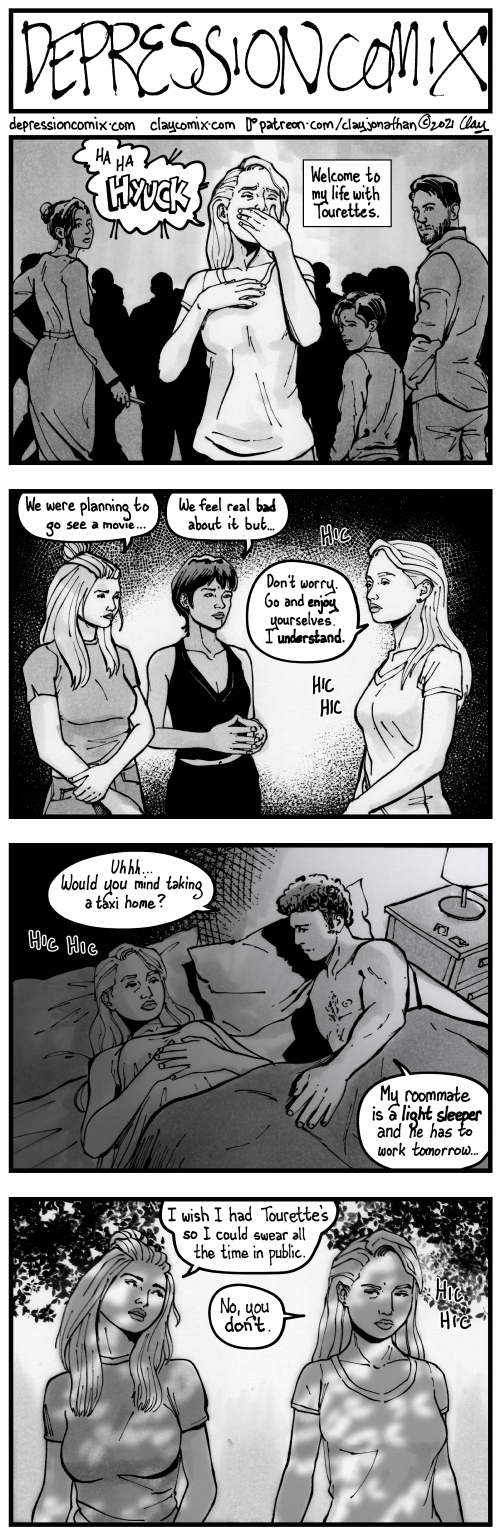 DEPRESSION COMIX
depressioncomix.com claycomix.com patreon.com/clayjonathan ©2021 Clay
HA
HA
HYUCK
Welcome to
my life with
Tourette's.
We were planning to
go see a movie...
We feel real bad
about it but...
HIC
Don't worry.
Go and enjoy
yourselves.
I understand.
HIC
HIC
Uhhh...
Would you mind taking
a taxi home?
HIC HIC
My roommate
is a light sleeper
and he has to
work tomorrow...
I wish I had Tourette's
so I could swear all
the time in public.
No, you
don't.
HIC
HIC